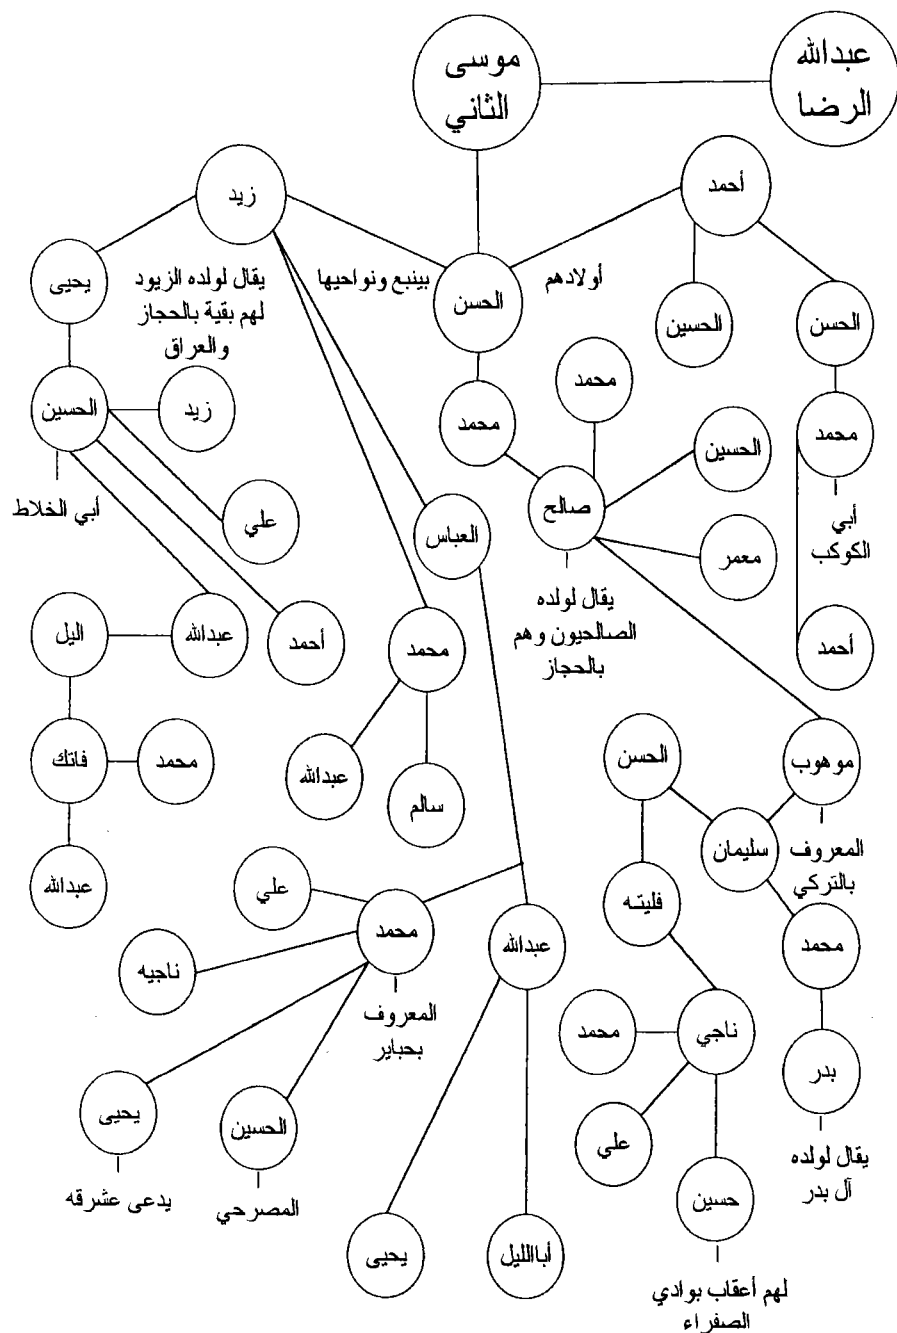 عبدالله
الرضا
موسى
الثاني
أحمد
زيد
الحسن
أولادهم
بينبع ونواحيها
يقال لولده الزيود
لهم بقية بالحجاز
والعراق
يحيى
الحسين
الحسن
محمد
أبي
الكوكب
أحمد
محمد
محمد
الحسين
صالح
معمر
يقال لولده
الصالحيون وهم
بالحجاز
زيد
الحسين
أبي الخلاط
علي
العباس
أحمد
عبدالله
اليل
محمد
فاتك
محمد
عبدالله
عبدالله
سالم
موهوب
المعروف
بالتركي
الحسن
سليمان
فليته
محمد
بدر
يقال لولده
آل بدر
ناجي
محمد
علي
حسين
لهم أعقاب بوادي
الصفراء
عبدالله
أبا الليل
يحيى
محمد
المعروف
بحباير
علي
ناجيه
الحسين
المصرحي
يحيى
يدعى عشرقه